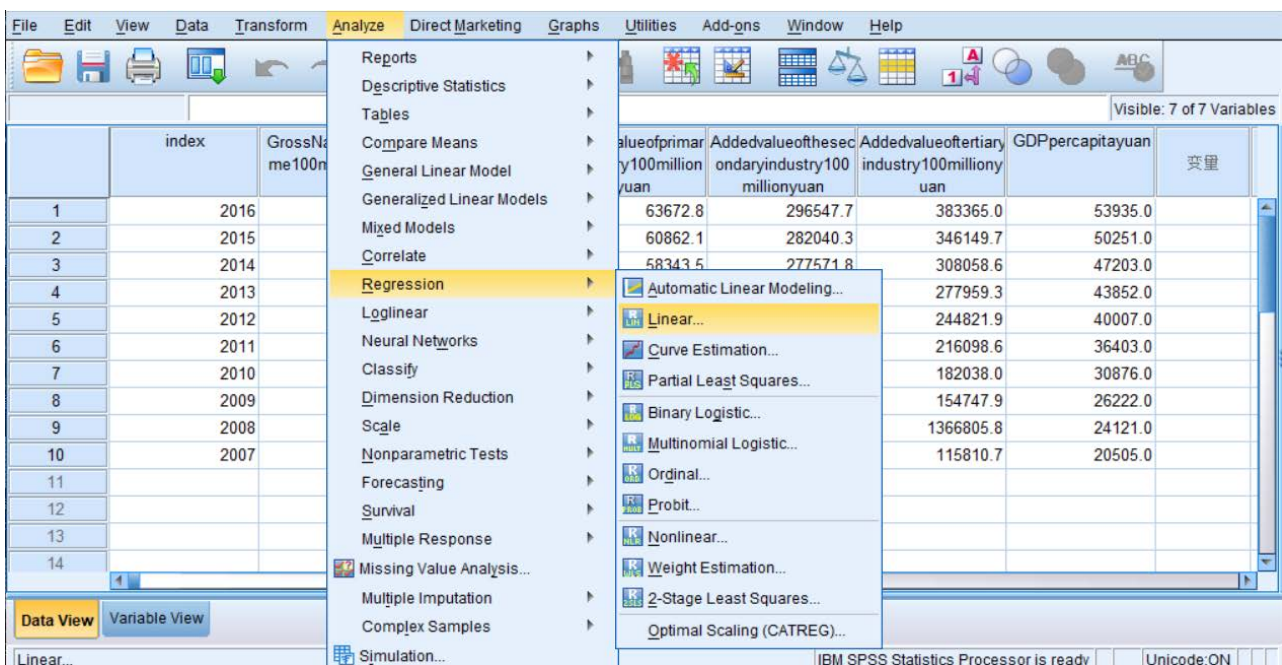 File Edit View Data Transform Analyze Direct Marketing Graphs Utilities Add-ons Window Help
A
1
ABC
Visible: 7 of 7 Variables
index
GrossNa
me100m
alueofprimar
y100million
yuan
Addedvalueofthesec
ondaryindustry100
millionyuan
Addedvalueoftertiary
industry100milliony
uan
GDPpercapitayuan
变量
1 2016 63672.8 296547.7 383365.0 53935.0
2 2015 60862.1 282040.3 346149.7 50251.0
3 2014 58343.5 277571.8 308058.6 47203.0
4 2013 277959.3 43852.0
5 2012 244821.9 40007.0
6 2011 216098.6 36403.0
7 2010 182038.0 30876.0
8 2009 154747.9 26222.0
9 2008 1366805.8 24121.0
10 2007 115810.7 20505.0
11
12
13
14
Reports
Descriptive Statistics
Tables
Compare Means
General Linear Model
Generalized Linear Models
Mixed Models
Correlate
Regression
Loglinear
Neural Networks
Classify
Dimension Reduction
Scale
Nonparametric Tests
Forecasting
Survival
Multiple Response
Missing Value Analysis...
Multiple Imputation
Complex Samples
Simulation...
Automatic Linear Modeling...
Linear...
Curve Estimation...
Partial Least Squares...
Binary Logistic...
Multinomial Logistic...
Ordinal...
Probit...
Nonlinear...
Weight Estimation...
2-Stage Least Squares...
Optimal Scaling (CATREG)...
Data View Variable View
Linear... IBM SPSS Statistics Processor is ready Unicode:ON